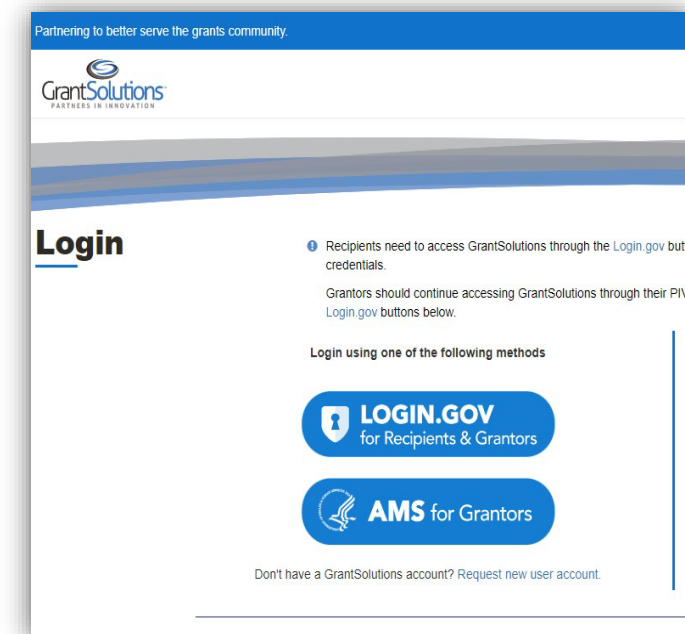 Partnering to better serve the grants community.
GrantSolutions
PARTNERS IN INNOVATION
Login
Recipients need to access GrantSolutions through the Login.gov but
credentials.
Grantors should continue accessing GrantSolutions through their PIV
Login.gov buttons below.
Login using one of the following methods
LOGIN.GOV
for Recipients & Grantors
AMS for Grantors
Don't have a GrantSolutions account? Request new user account.